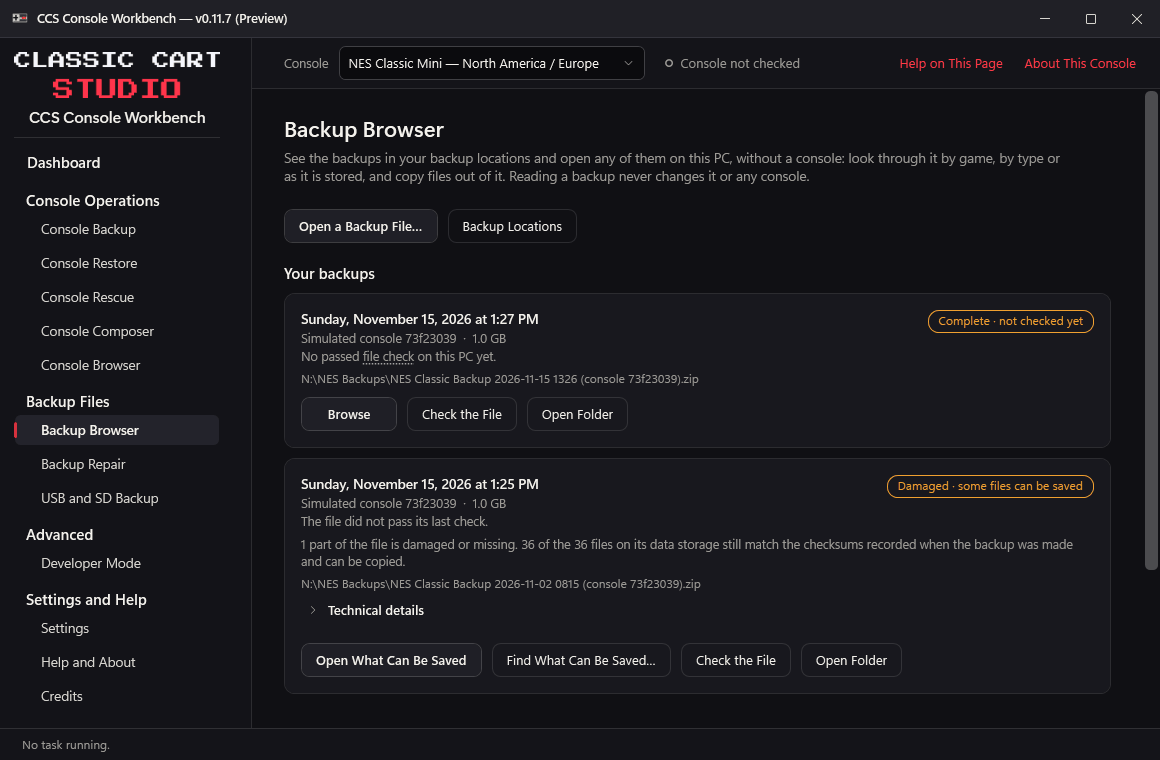 CCS Console Workbench — v0.11.7 (Preview)
CLASSIC CART
STUDIO
CCS Console Workbench
Dashboard
Console Operations
Console Backup
Console Restore
Console Rescue
Console Composer
Console Browser
Backup Files
Backup Browser
Backup Repair
USB and SD Backup
Advanced
Developer Mode
Settings and Help
Settings
Help and About
Credits
Console
NES Classic Mini — North America / Europe
Console not checked
Help on This Page
About This Console
Backup Browser
See the backups in your backup locations and open any of them on this PC, without a console: look through it by game, by type or
as it is stored, and copy files out of it. Reading a backup never changes it or any console.
Open a Backup File...
Backup Locations
Your backups
Sunday, November 15, 2026 at 1:27 PM
Complete · not checked yet
Simulated console 73f23039 · 1.0 GB
No passed file check on this PC yet.
N:\NES Backups\NES Classic Backup 2026-11-15 1326 (console 73f23039).zip
Browse
Check the File
Open Folder
Sunday, November 15, 2026 at 1:25 PM
Damaged · some files can be saved
Simulated console 73f23039 · 1.0 GB
The file did not pass its last check.
1 part of the file is damaged or missing. 36 of the 36 files on its data storage still match the checksums recorded when the backup was made
and can be copied.
N:\NES Backups\NES Classic Backup 2026-11-02 0815 (console 73f23039).zip
Technical details
Open What Can Be Saved
Find What Can Be Saved...
Check the File
Open Folder
No task running.